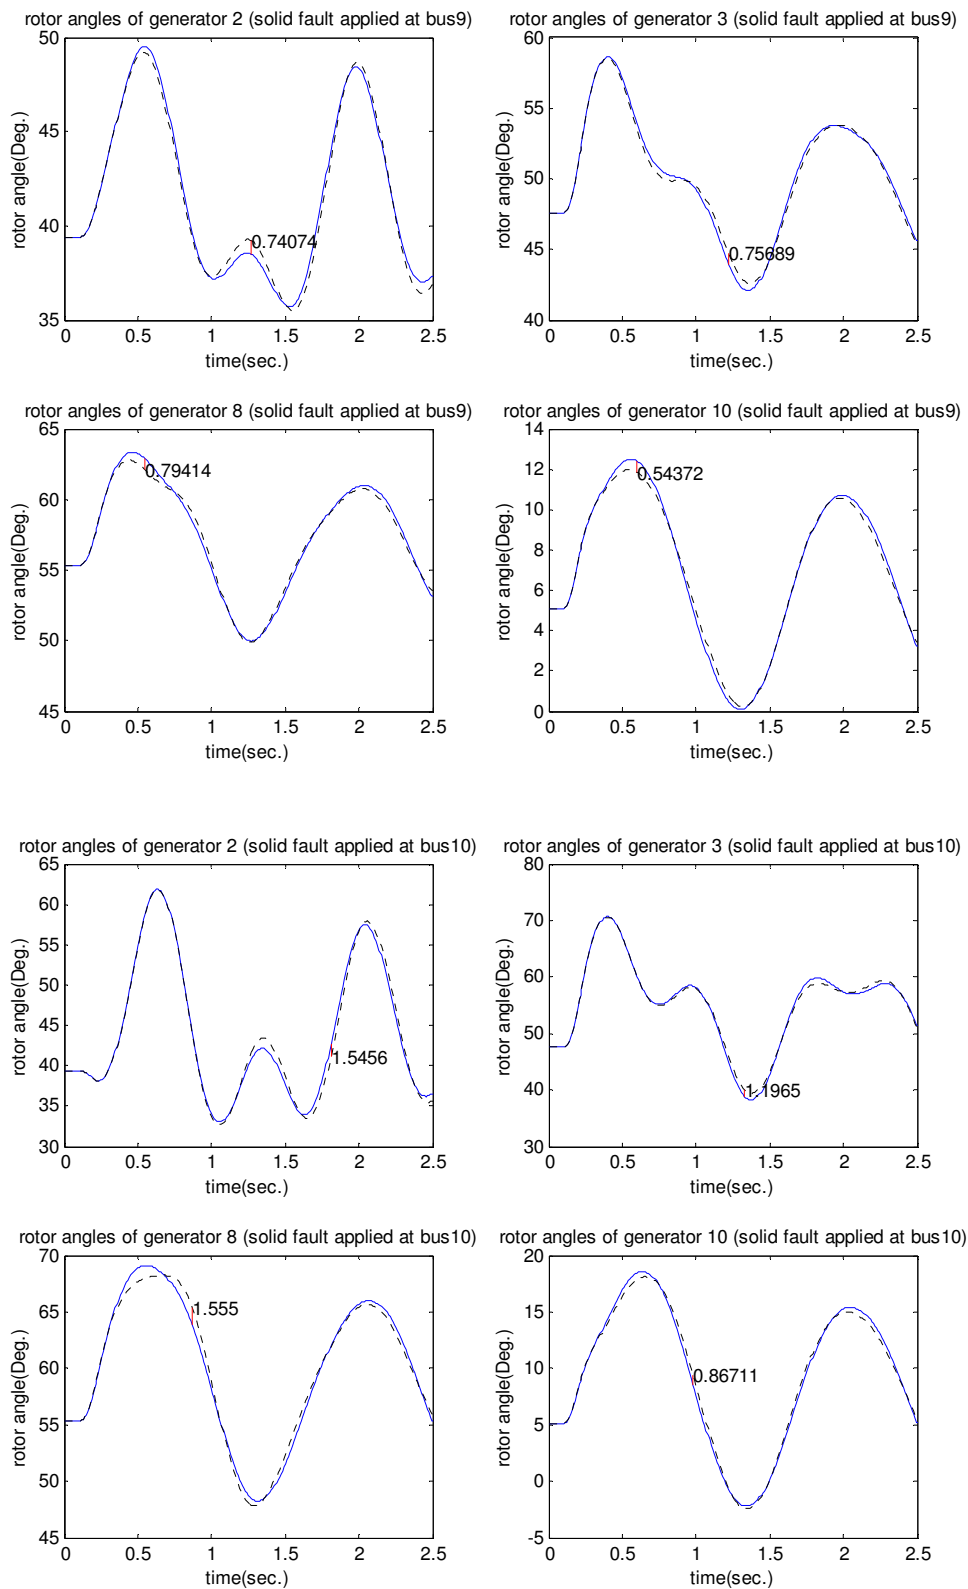 rotor angles of generator 2 (solid fault applied at bus9)
50
45
40
35
0 0.5 1 1.5 2 2.5
rotor angle(Deg.)
time(sec.)
0.74074
rotor angles of generator 3 (solid fault applied at bus9)
60
55
50
45
40
0 0.5 1 1.5 2 2.5
rotor angle(Deg.)
time(sec.)
0.75689
rotor angles of generator 8 (solid fault applied at bus9)
65
60
55
50
45
0 0.5 1 1.5 2 2.5
rotor angle(Deg.)
time(sec.)
0.79414
rotor angles of generator 10 (solid fault applied at bus9)
14
12
10
8
6
4
2
0
0 0.5 1 1.5 2 2.5
rotor angle(Deg.)
time(sec.)
0.54372
rotor angles of generator 2 (solid fault applied at bus10)
65
60
55
50
45
40
35
30
0 0.5 1 1.5 2 2.5
rotor angle(Deg.)
time(sec.)
1.5456
rotor angles of generator 3 (solid fault applied at bus10)
80
70
60
50
40
30
0 0.5 1 1.5 2 2.5
rotor angle(Deg.)
time(sec.)
1.1965
rotor angles of generator 8 (solid fault applied at bus10)
70
65
60
55
50
45
0 0.5 1 1.5 2 2.5
rotor angle(Deg.)
time(sec.)
1.555
rotor angles of generator 10 (solid fault applied at bus10)
20
15
10
5
0
-5
0 0.5 1 1.5 2 2.5
rotor angle(Deg.)
time(sec.)
0.86711